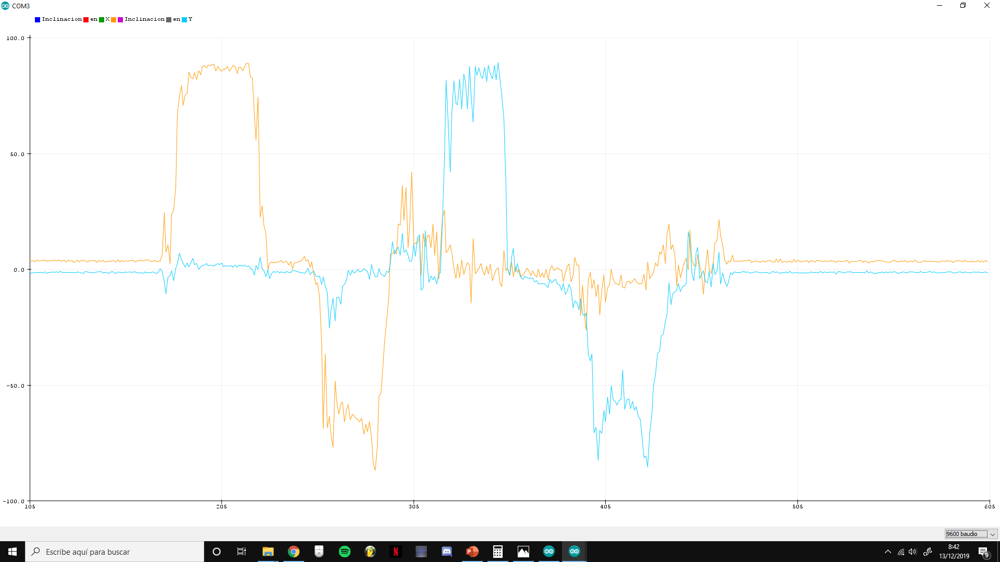 COM3
Inclinacion en X Inclinacion en Y
100.0
50.0
0.0
-50.0
-100.0
105 205 305 405 505 605
9600 baudio
Escribe aquí para buscar
8:42
13/12/2019
9